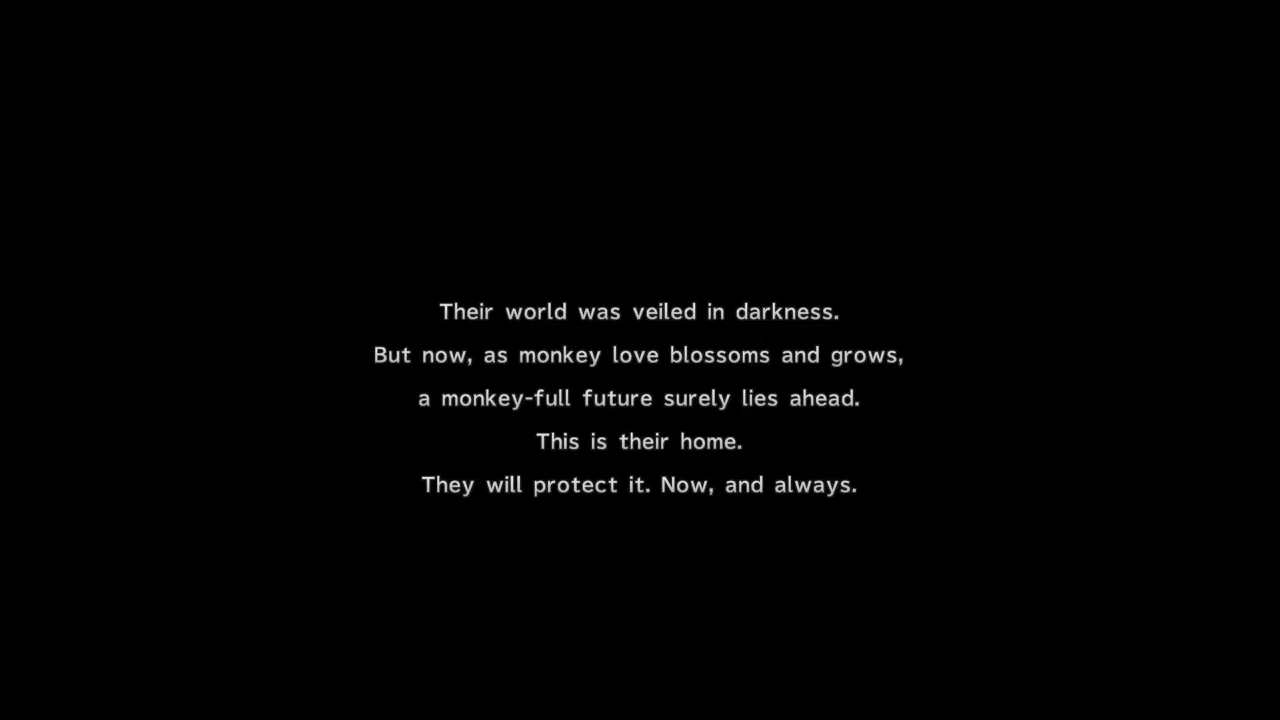 Their world was veiled in darkness.
But now, as monkey love blossoms and grows,
a monkey-full future surely lies ahead.
This is their home.
They will protect it. Now, and always.